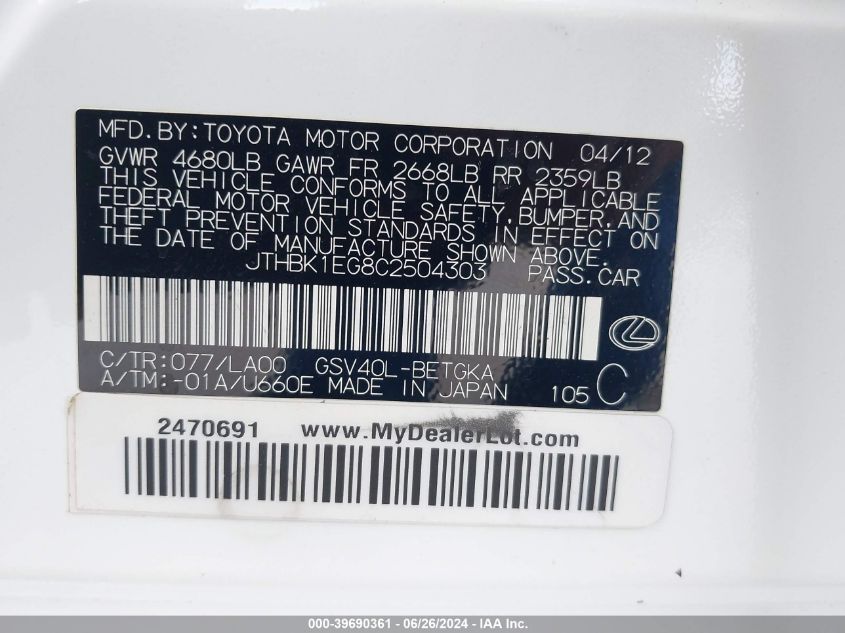 MFD.BY:TOYOTA MOTOR CORPORATION 04/12
GVWR 4680LB GAWR FR 2668LB RR 2359LB
THIS VEHICLE CONFORMS TO ALL APPLICABLE
FEDERAL MOTOR VEHICLE SAFETY,BUMPER,AND
THEFT PREVENTION STANDARDS IN EFFECT ON
THE DATE OF MANUFACTURE SHOWN ABOVE.
JTHBK1EG8C2504303 PASS.CAR
C/TR:077/LA00 GSV40L-BETGKA
A/TM:-01A/U660E MADE IN JAPAN 105 C
2470691 www.MyDealerLot.com
000-39690361 / 06/26/2024 - IAA Inc.